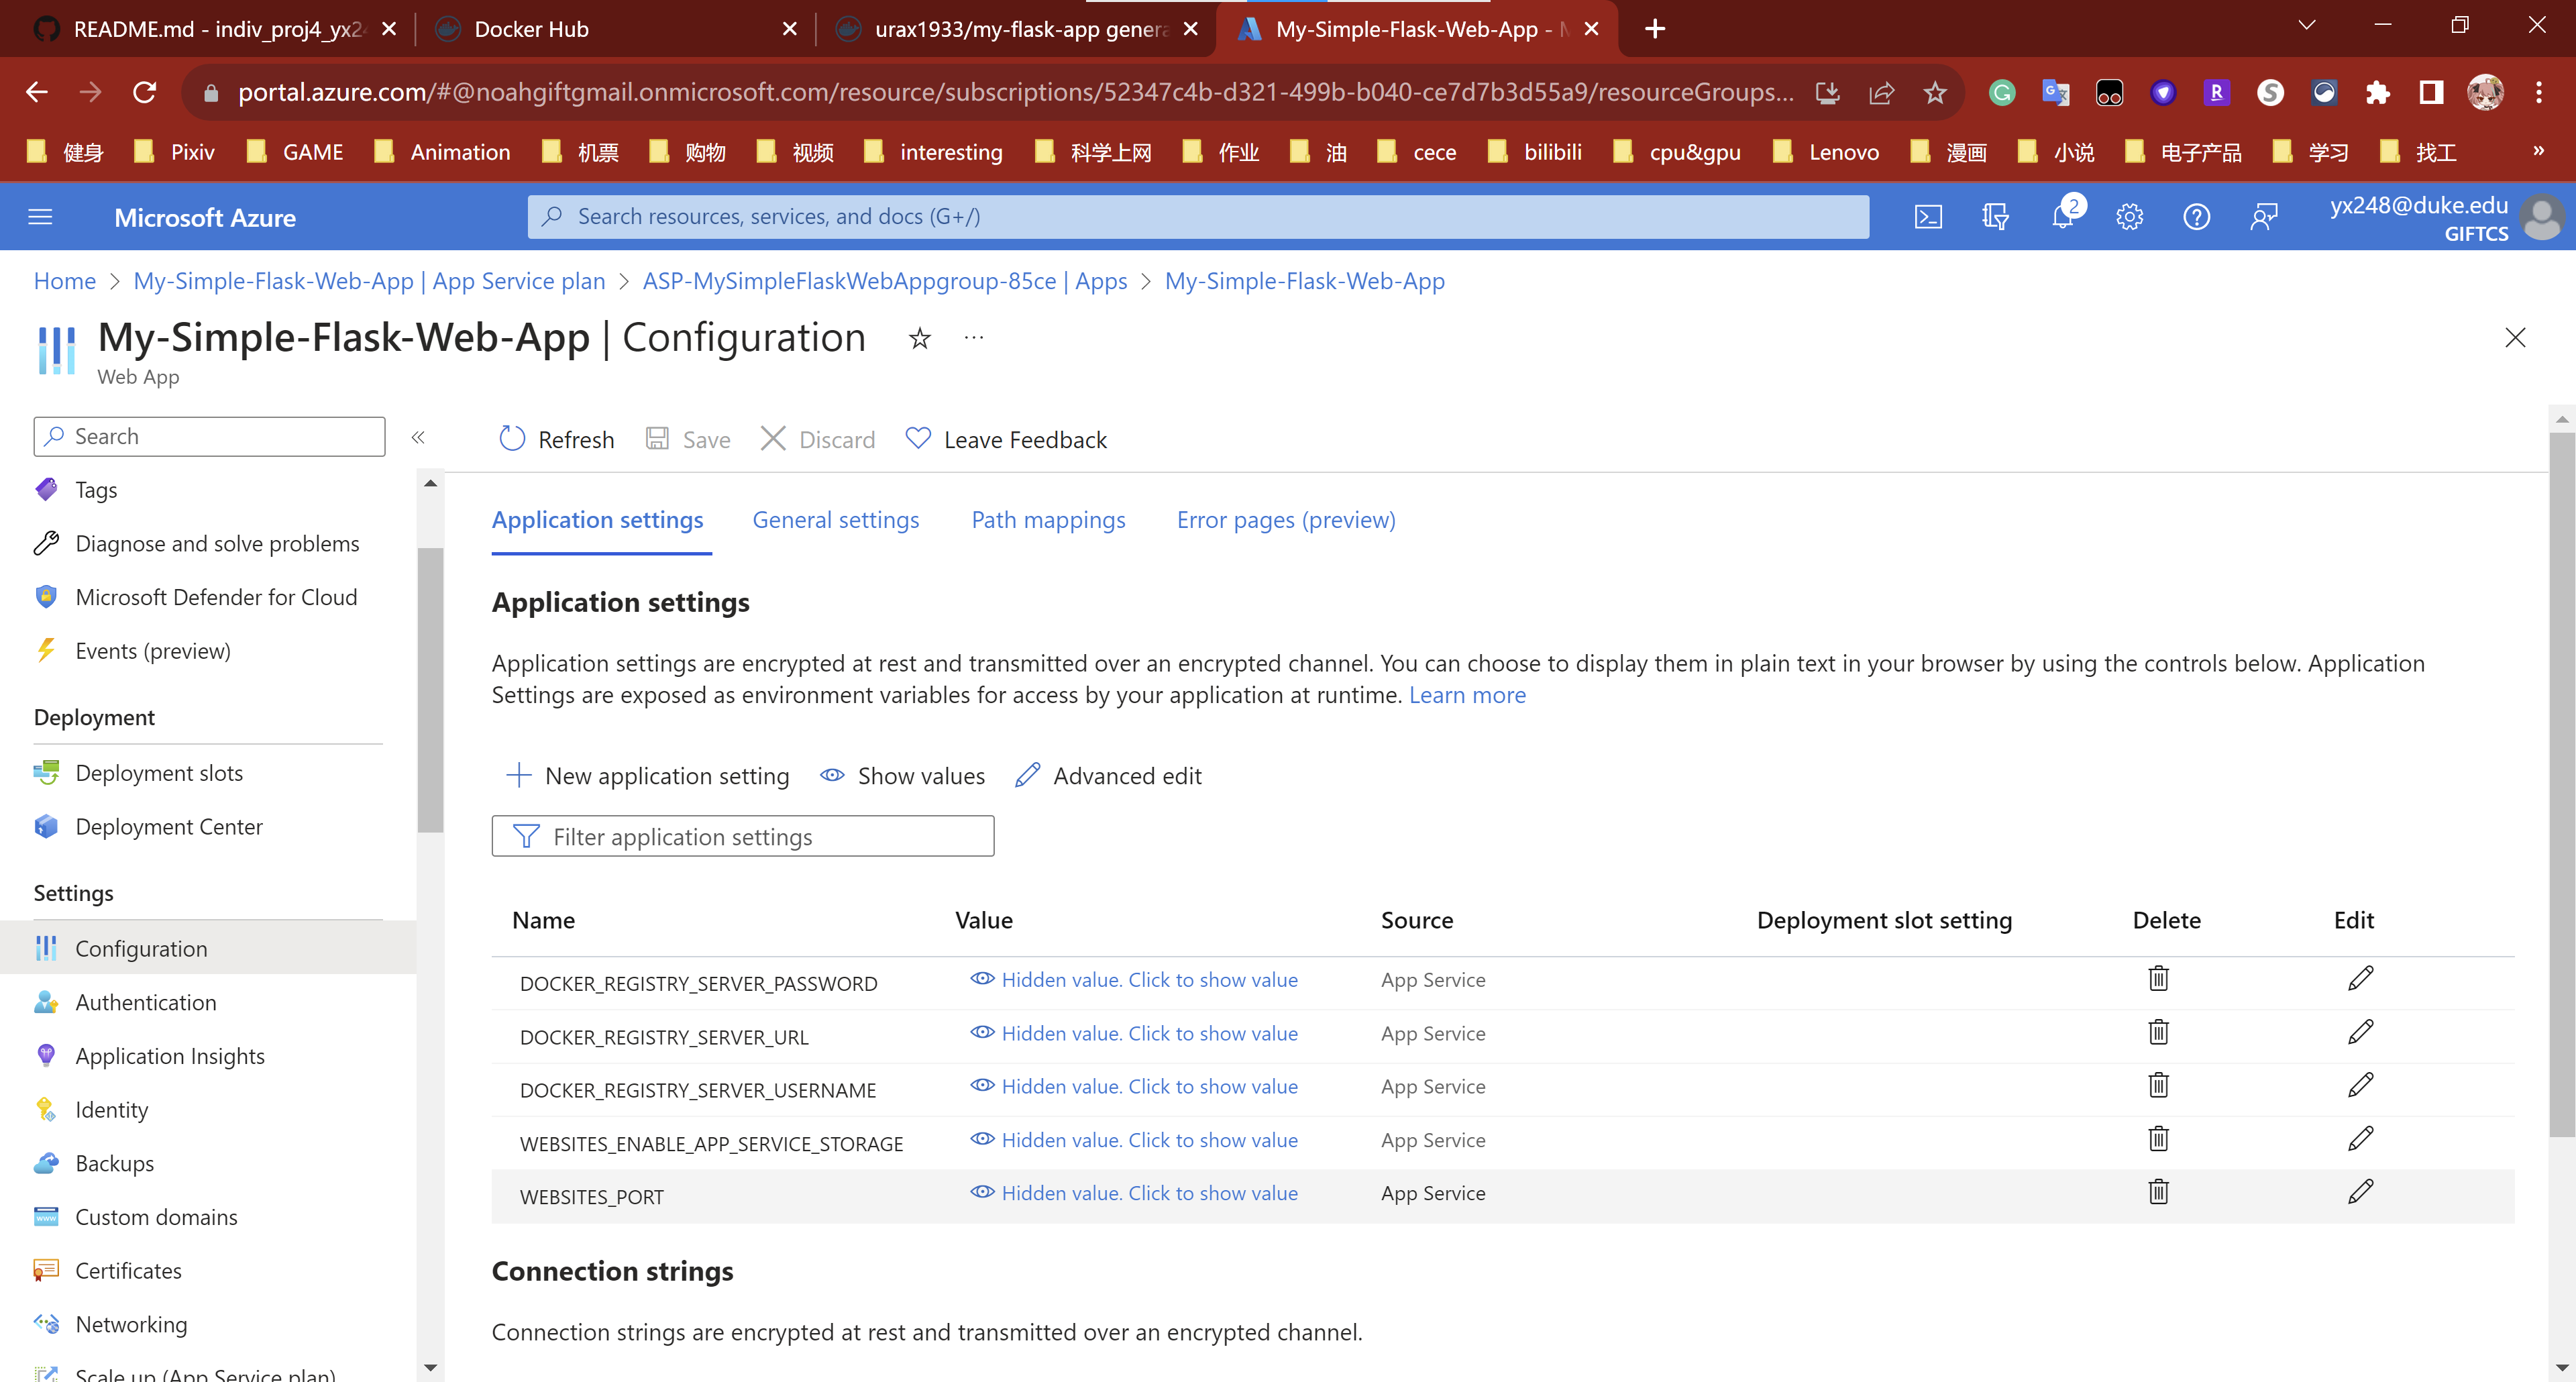 README.md - indiv_proj4_yx24
Docker Hub
urax1933/my-flask-app genera
My-Simple-Flask-Web-App -
portal.azure.com/#@noahgiftgmail.onmicrosoft.com/resource/subscriptions/52347c4b-d321-499b-b040-ce7d7b3d55a9/resourceGroups...
健身 Pixiv GAME Animation 机票 购物 视频 interesting 科学上网 作业 油 cece bilibili cpu&gpu Lenovo 漫画 小说 电子产品 学习 找工 »
Microsoft Azure
Search resources, services, and docs (G+/)
2
yx248@duke.edu
GIFTCS
Home > My-Simple-Flask-Web-App | App Service plan > ASP-MySimpleFlaskWebAppgroup-85ce | Apps > My-Simple-Flask-Web-App
My-Simple-Flask-Web-App | Configuration ☆ ...
Web App
Search «
Tags
Diagnose and solve problems
Microsoft Defender for Cloud
Events (preview)
Deployment
Deployment slots
Deployment Center
Settings
Configuration
Authentication
Application Insights
Identity
Backups
Custom domains
Certificates
Networking
Scale up (App Service plan)
Refresh Save Discard Leave Feedback
Application settings General settings Path mappings Error pages (preview)
Application settings
Application settings are encrypted at rest and transmitted over an encrypted channel. You can choose to display them in plain text in your browser by using the controls below. Application
Settings are exposed as environment variables for access by your application at runtime. Learn more
New application setting Show values Advanced edit
Filter application settings
Name Value Source Deployment slot setting Delete Edit
DOCKER_REGISTRY_SERVER_PASSWORD Hidden value. Click to show value App Service
DOCKER_REGISTRY_SERVER_URL Hidden value. Click to show value App Service
DOCKER_REGISTRY_SERVER_USERNAME Hidden value. Click to show value App Service
WEBSITES_ENABLE_APP_SERVICE_STORAGE Hidden value. Click to show value App Service
WEBSITES_PORT Hidden value. Click to show value App Service
Connection strings
Connection strings are encrypted at rest and transmitted over an encrypted channel.